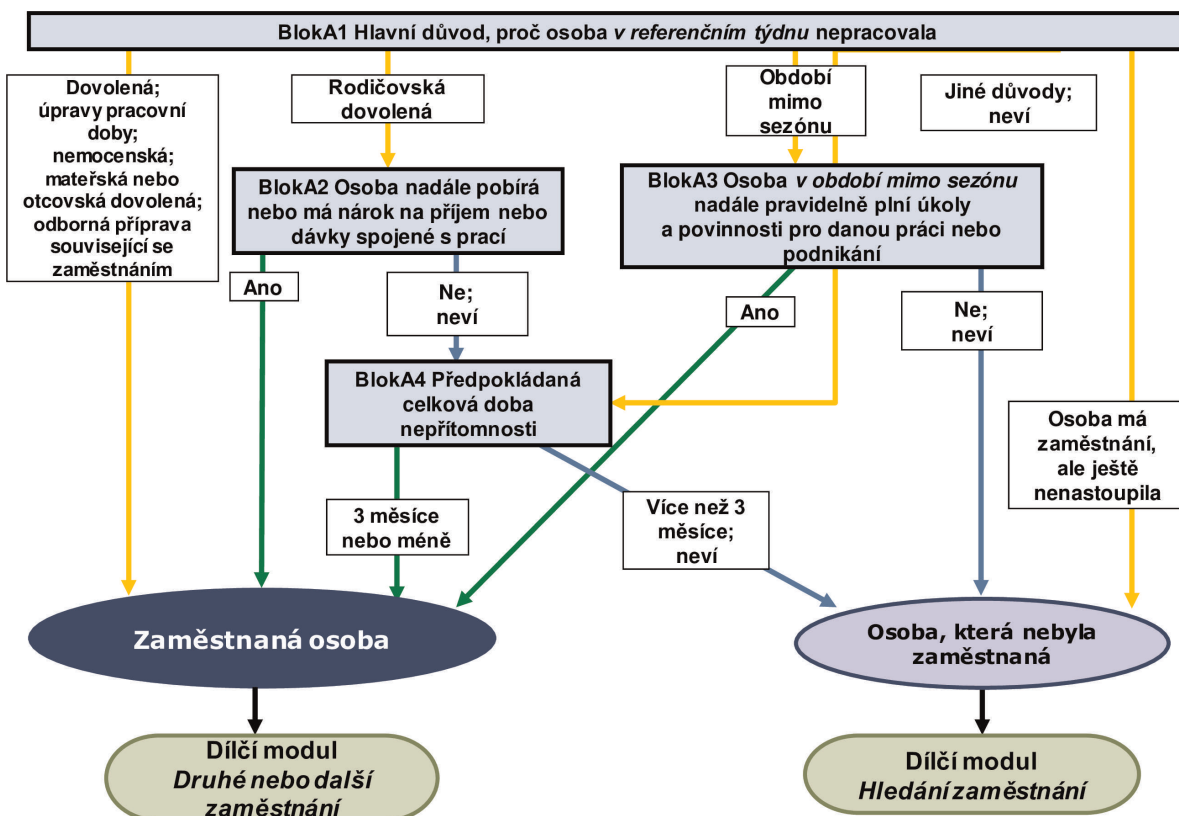 BlokA1 Hlavní důvod, proč osoba v referenčním týdnu nepracovala
Dovolená;
úpravy pracovní
doby;
nemocenská;
mateřská nebo
otcovská dovolená;
odborná příprava
související se
zaměstnáním
Rodičovská
dovolená
Období
mimo
sezónu
Jiné důvody;
neví
BlokA2 Osoba nadále pobírá
nebo má nárok na příjem nebo
dávky spojené s prací
BlokA3 Osoba v období mimo sezónu
nadále pravidelně plní úkoly
a povinnosti pro danou práci nebo
podnikání
Ano
Ne;
neví
Ano
Ne;
neví
BlokA4 Předpokládaná
celková doba
nepřítomnosti
Osoba má
zaměstnání,
ale ještě
nenastoupila
3 měsíce
nebo méně
Více než 3
měsíce;
neví
Zaměstnaná osoba
Osoba, která nebyla
zaměstnaná
Dílčí modul
Druhé nebo další
zaměstnání
Dílčí modul
Hledání zaměstnání